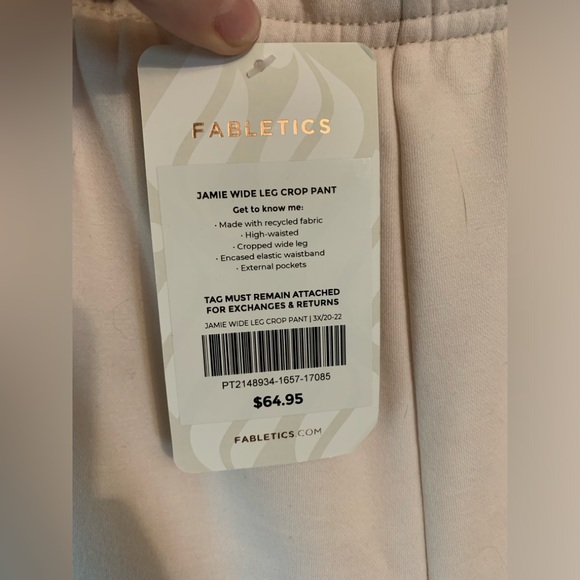 FABLETICS
JAMIE WIDE LEG CROP PANT
Get to know me:
· Made with recycled fabric
· High-waisted
· Cropped wide leg
· Encased elastic waistband
· External pockets
TAG MUST REMAIN ATTACHED
FOR EXCHANGES & RETURNS
JAMIE WIDE LEG CROP PANT | 3X/20-22
PT2148934-1657-17085
$64.95
FABLETICS.COM